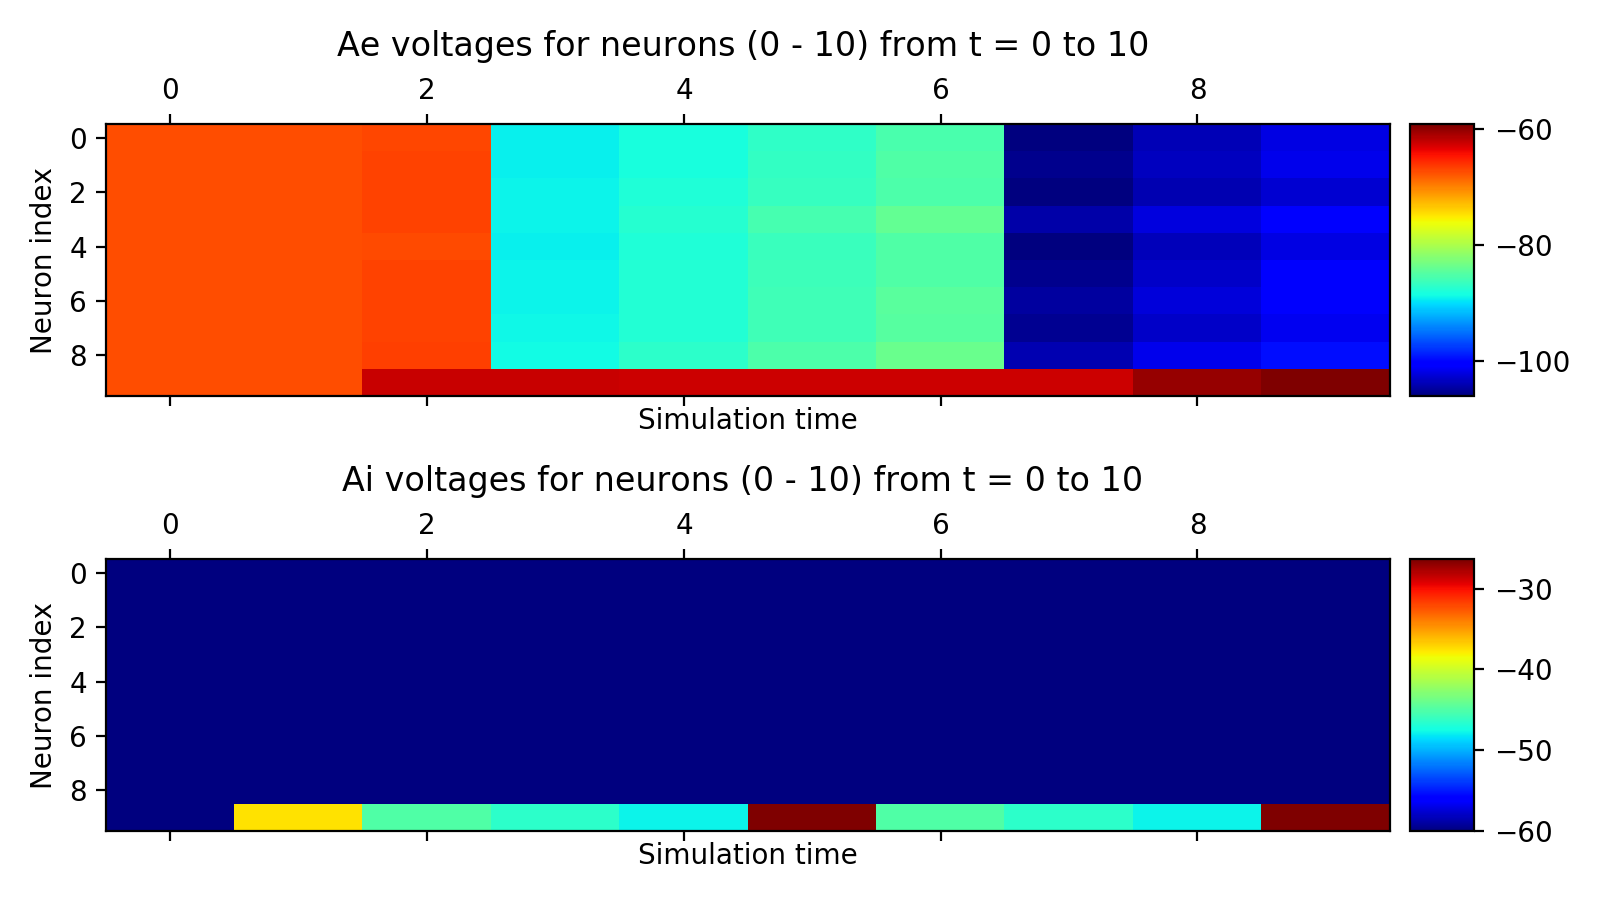 Ae voltages for neurons (0 - 10) from t = 0 to 10
0 2 4 6 8
Neuron index
0
2
4
6
8
−60
−80
−100
Simulation time
Ai voltages for neurons (0 - 10) from t = 0 to 10
0 2 4 6 8
Neuron index
0
2
4
6
8
−30
−40
−50
−60
Simulation time